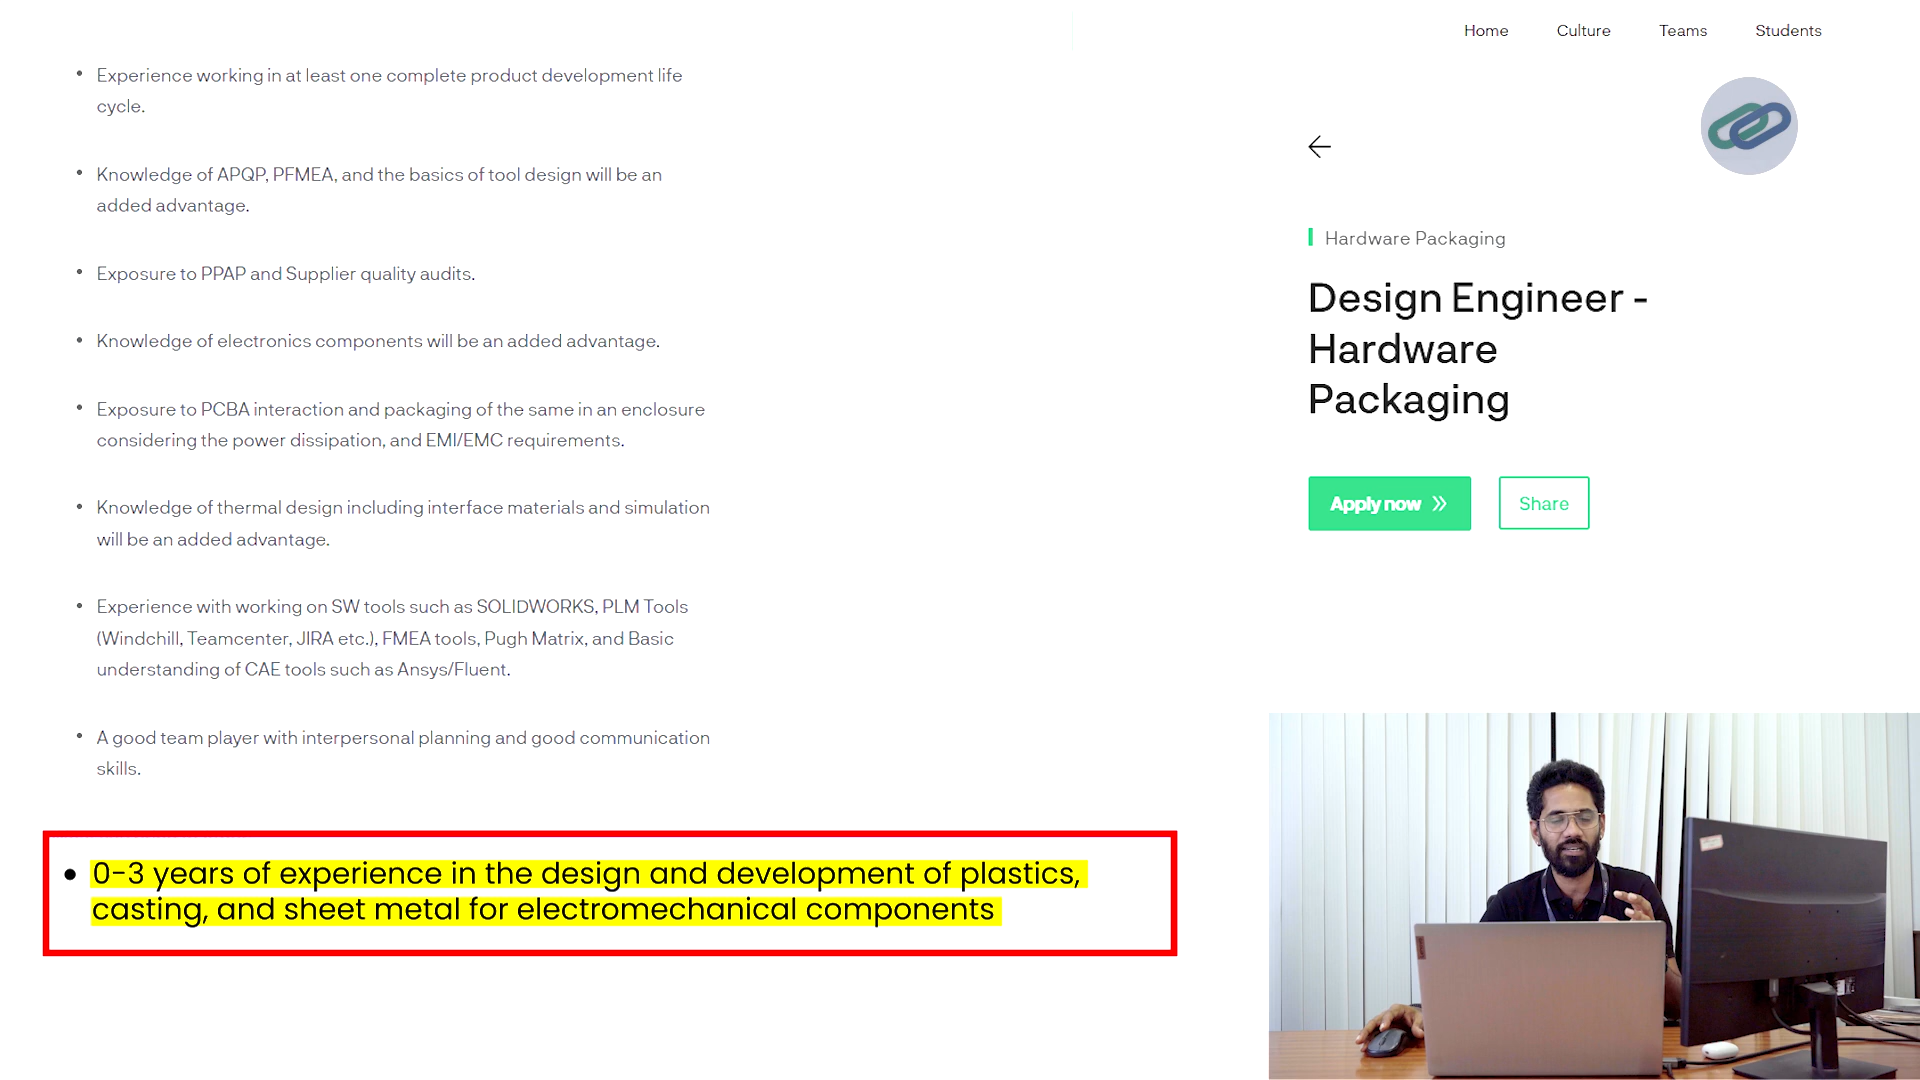 Home Culture Teams Students
• Experience working in at least one complete product development life
cycle.
• Knowledge of APQP, PFMEA, and the basics of tool design will be an
added advantage.
• Exposure to PPAP and Supplier quality audits.
• Knowledge of electronics components will be an added advantage.
• Exposure to PCBA interaction and packaging of the same in an enclosure
considering the power dissipation, and EMI/EMC requirements.
• Knowledge of thermal design including interface materials and simulation
will be an added advantage.
• Experience with working on SW tools such as SOLIDWORKS, PLM Tools
(Windchill, Teamcenter, JIRA etc.), FMEA tools, Pugh Matrix, and Basic
understanding of CAE tools such as Ansys/Fluent.
• A good team player with interpersonal planning and good communication
skills.
• 0-3 years of experience in the design and development of plastics,
casting, and sheet metal for electromechanical components
Hardware Packaging
Design Engineer -
Hardware
Packaging
Apply now »
Share